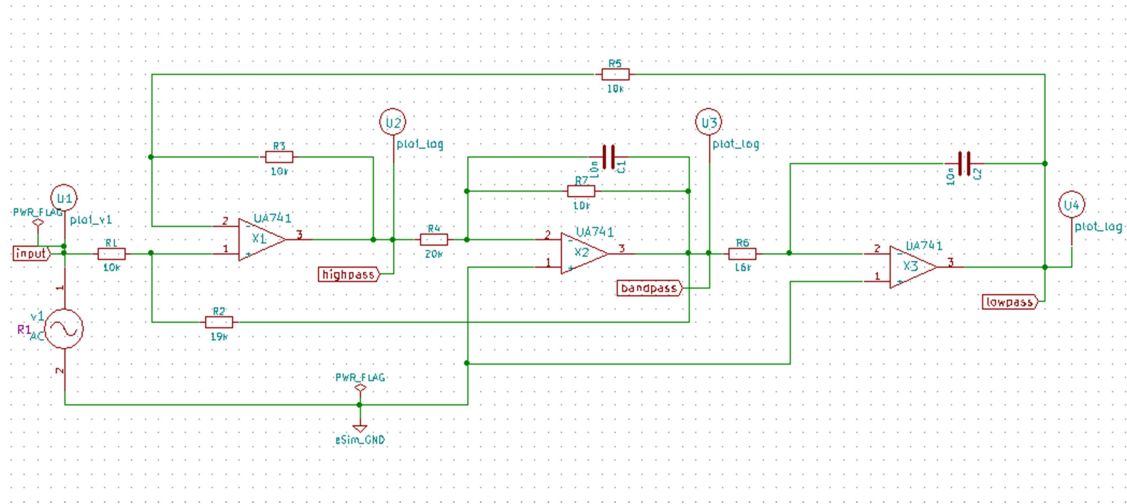 R5
10k
U2
plot_log
U3
plot_log
R3
10k
10n
C1
10n
C2
R7
10k
U1
PWR_FLAG
plot_v1
U4
plot_log
2
UA741
X1
1
3
R4
20k
2
UA741
X2
1
3
R6
16k
2
UA741
X3
1
3
input
R1
10k
highpass
bandpass
lowpass
1
v1
R1
AC
2
R2
19k
PWR_FLAG
eSim_GND